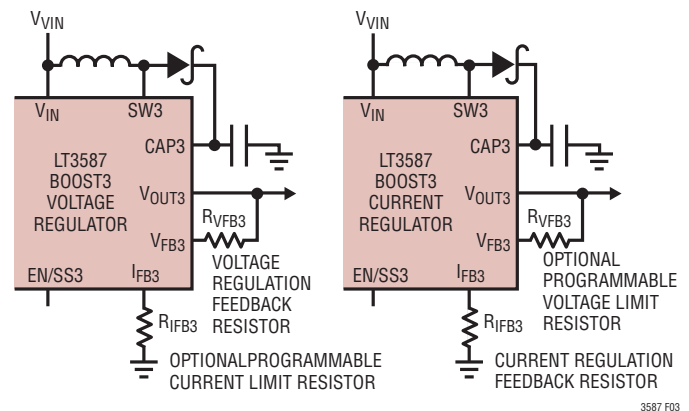 VVIN
VIN
SW3
CAP3
LT3587
BOOST3
VOLTAGE
REGULATOR
VOUT3
RVFB3
VFB3
EN/SS3
IFB3
VOLTAGE
REGULATION
FEEDBACK
RESISTOR
RIFB3
OPTIONALPROGRAMMABLE
CURRENT LIMIT RESISTOR
VVIN
VIN
SW3
CAP3
LT3587
BOOST3
CURRENT
REGULATOR
VOUT3
RVFB3
VFB3
EN/SS3
IFB3
OPTIONAL
PROGRAMMABLE
VOLTAGE LIMIT
RESISTOR
RIFB3
CURRENT REGULATION
FEEDBACK RESISTOR
3587 F03